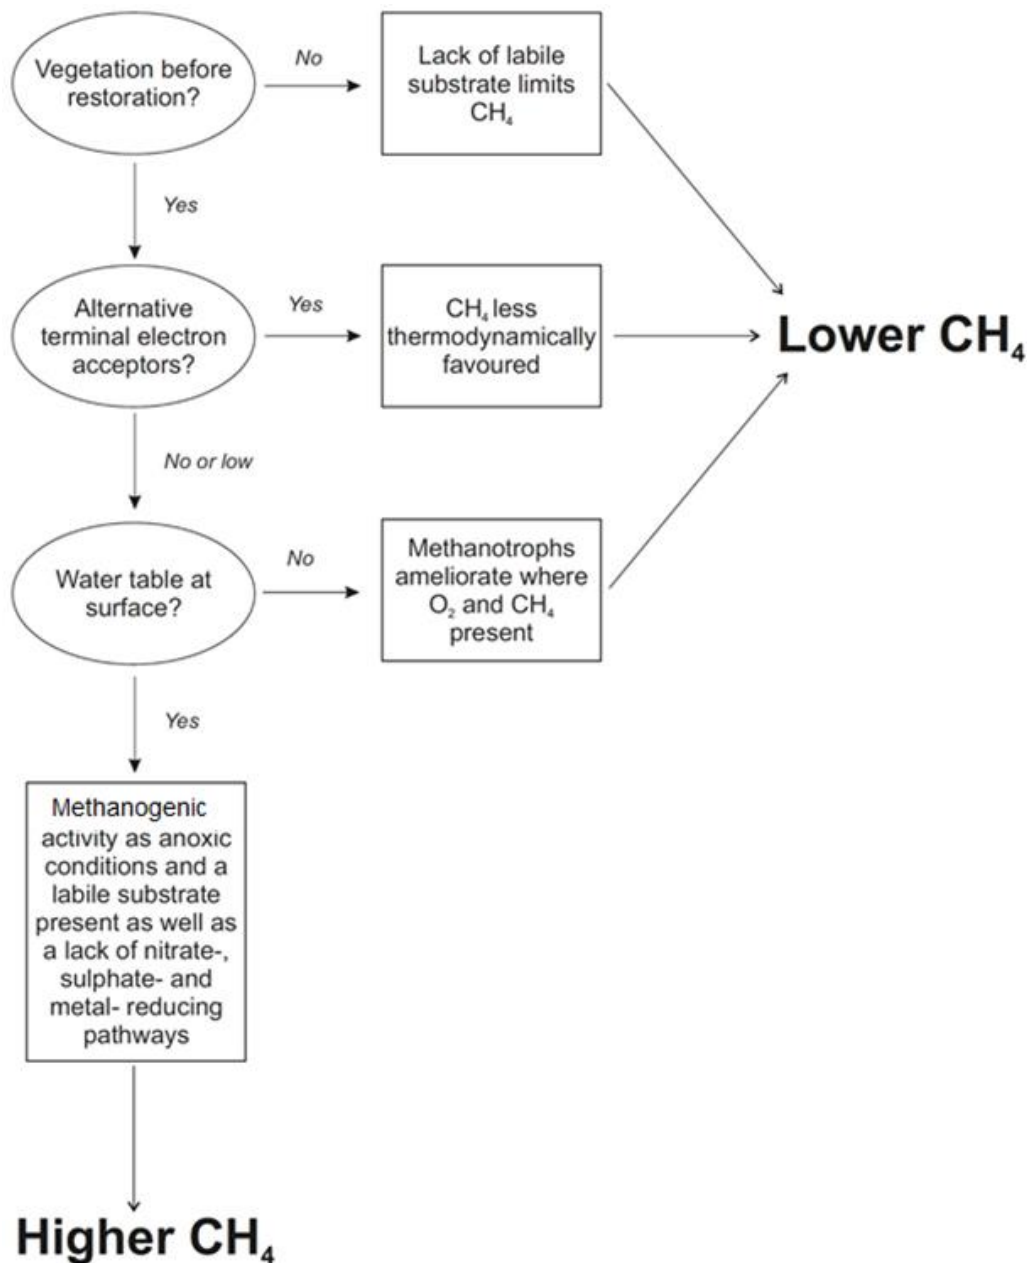 Vegetation before
restoration?
No
Lack of labile
substrate limits
CH₄
Yes
Alternative
terminal electron
acceptors?
Yes
CH₄ less
thermodynamically
favoured
Lower CH₄
No or low
Water table at
surface?
No
Methanotrophs
ameliorate where
O₂ and CH₄
present
Yes
Methanogenic
activity as anoxic
conditions and a
labile substrate
present as well as
a lack of nitrate-,
sulphate- and
metal- reducing
pathways
Higher CH₄